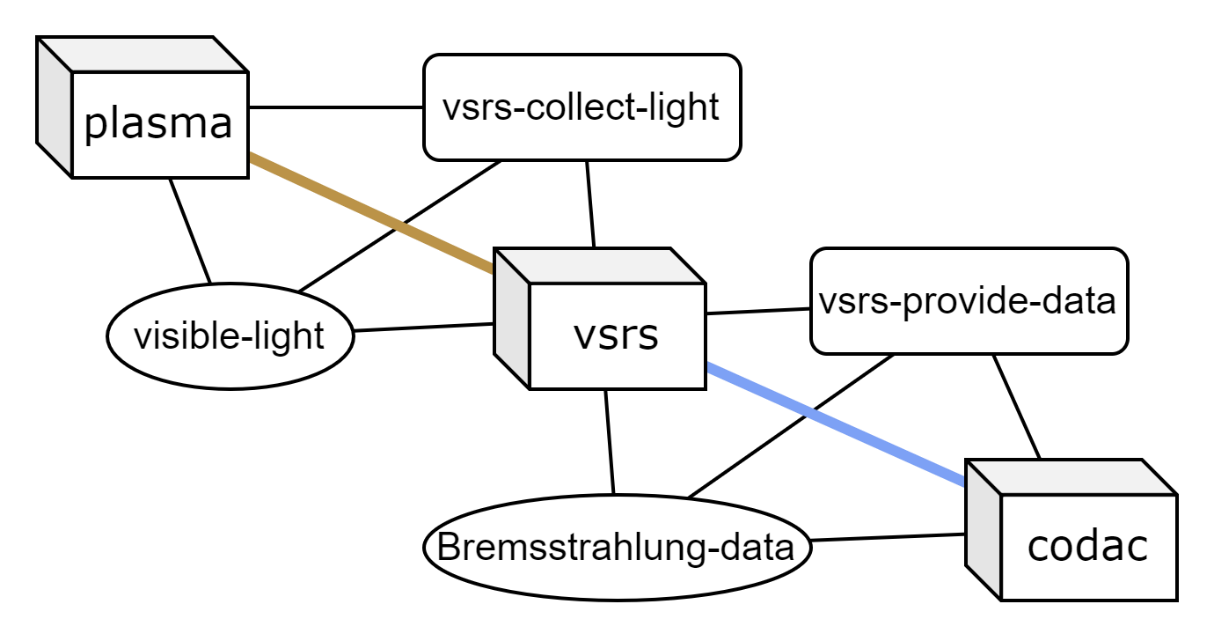 plasma
vsrs-collect-light
visible-light
vsrs
vsrs-provide-data
Bremsstrahlung-data
codac